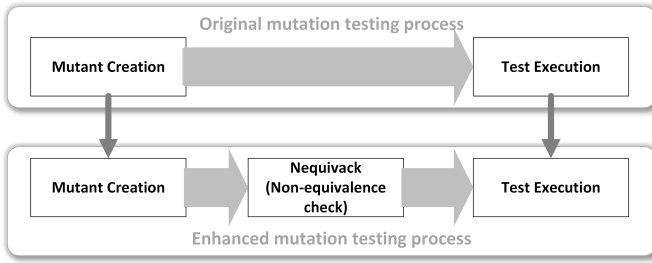 Original mutation testing process
Mutant Creation
Test Execution
Mutant Creation
Nequivack
(Non-equivalence
check)
Test Execution
Enhanced mutation testing process